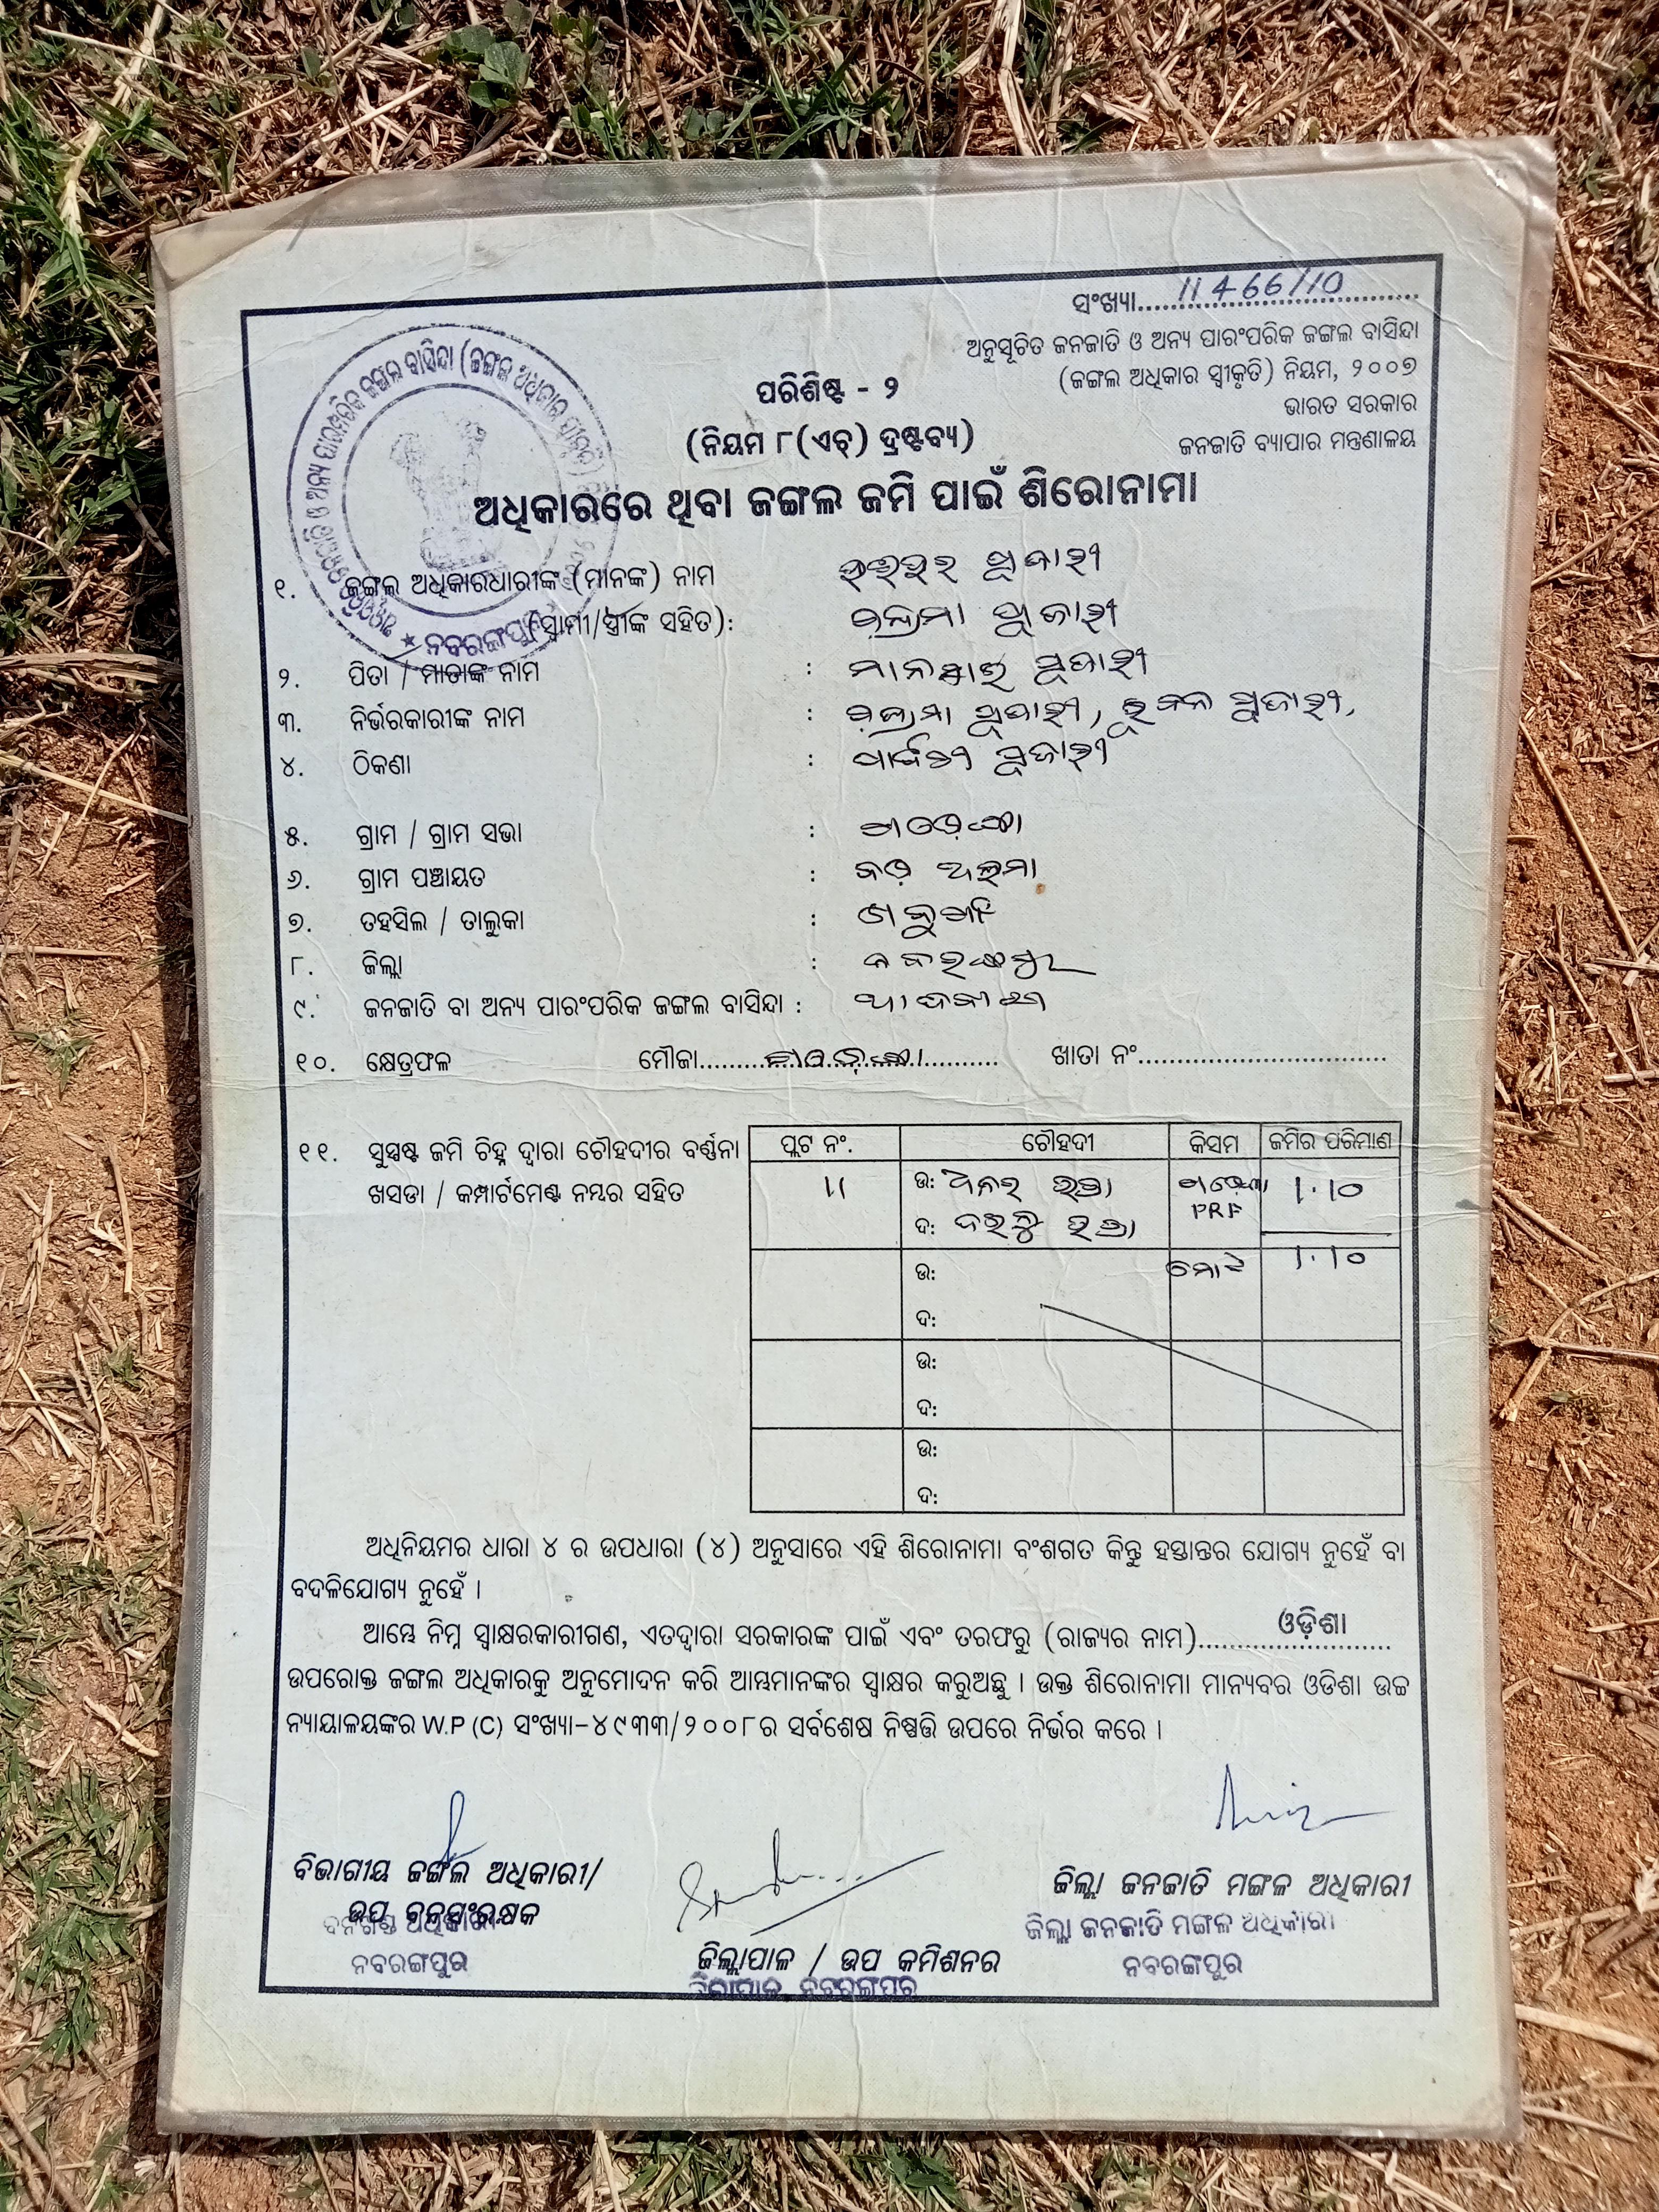 ସଂଖ୍ୟା.......11466/10.......
ଅନୁସୂଚିତ ଜନଜାତି ଓ ଅନ୍ୟ ପାରଂପରିକ ଜଙ୍ଗଲ ବାସିନ୍ଦା
(ଜଙ୍ଗଲ ଅଧିକାର ସ୍ୱୀକୃତି) ନିୟମ, ୨୦୦୭
ଭାରତ ସରକାର
ଜନଜାତି ବ୍ୟାପାର ମନ୍ତ୍ରଣାଳୟ
ପରିଶିଷ୍ଟ - ୨
(ନିୟମ ୮(ଏଚ୍) ଦ୍ରଷ୍ଟବ୍ୟ)
ଅଧିକାରରେ ଥିବା ଜଙ୍ଗଲ ଜମି ପାଇଁ ଶିରୋନାମା
୧. ଜଙ୍ଗଲ ଅଧିକାରଧାରୀଙ୍କ (ମାନଙ୍କ) ନାମ ପୂଜାରୀ
(ସ୍ୱାମୀ/ସ୍ତ୍ରୀଙ୍କ ସହିତ): ପୂଜାରୀ
୨. ପିତା / ମାତାଙ୍କ ନାମ : ପୂଜାରୀ
୩. ନିର୍ଭରକାରୀଙ୍କ ନାମ : ପୂଜାରୀ, ପୂଜାରୀ,
୪. ଠିକଣା : ପାର୍ବତୀ ପୂଜାରୀ
୫. ଗ୍ରାମ / ଗ୍ରାମ ସଭା :
୬. ଗ୍ରାମ ପଞ୍ଚାୟତ :
୭. ତହସିଲ / ତାଲୁକା :
୮. ଜିଲ୍ଲା : ନବରଙ୍ଗପୁର
୯. ଜନଜାତି ବା ଅନ୍ୟ ପାରଂପରିକ ଜଙ୍ଗଲ ବାସିନ୍ଦା : ଆଦିବାସୀ
୧୦. କ୍ଷେତ୍ରଫଳ ମୌଜା.............. ଖାତା ନଂ..............
୧୧. ସୁସ୍ପଷ୍ଟ ଜମି ଚିହ୍ନ ଦ୍ୱାରା ଚୌହଦୀର ବର୍ଣ୍ଣନା
ଖସଡା / କମ୍ପାର୍ଟମେଣ୍ଟ ନମ୍ବର ସହିତ
ପ୍ଲଟ ନଂ. ଚୌହଦୀ କିସମ ଜମିର ପରିମାଣ
11 ଉ: PRF 1.10
ଦ:
ଉ: ମୋଟ 1.10
ଦ:
ଉ:
ଦ:
ଉ:
ଦ:
ଅଧିନିୟମର ଧାରା ୪ ର ଉପଧାରା (୪) ଅନୁସାରେ ଏହି ଶିରୋନାମା ବଂଶଗତ କିନ୍ତୁ ହସ୍ତାନ୍ତର ଯୋଗ୍ୟ ନୁହେଁ ବା
ବଦଳିଯୋଗ୍ୟ ନୁହେଁ ।
ଆମ୍ଭେ ନିମ୍ନ ସ୍ୱାକ୍ଷରକାରୀଗଣ, ଏତଦ୍ୱାରା ସରକାରଙ୍କ ପାଇଁ ଏବଂ ତରଫରୁ (ରାଜ୍ୟର ନାମ).......ଓଡ଼ିଶା.......
ଉପରୋକ୍ତ ଜଙ୍ଗଲ ଅଧିକାରକୁ ଅନୁମୋଦନ କରି ଆମ୍ଭମାନଙ୍କର ସ୍ୱାକ୍ଷର କରୁଅଛୁ । ଉକ୍ତ ଶିରୋନାମା ମାନ୍ୟବର ଓଡିଶା ଉଚ୍ଚ
ନ୍ୟାୟାଳୟଙ୍କର W.P (C) ସଂଖ୍ୟା-୪୯୩୩/୨୦୦୮ର ସର୍ବଶେଷ ନିଷ୍ପତ୍ତି ଉପରେ ନିର୍ଭର କରେ ।
ବିଭାଗୀୟ ଜଙ୍ଗଲ ଅଧିକାରୀ/
ଉପ ବନସଂରକ୍ଷକ
ନବରଙ୍ଗପୁର
ଜିଲ୍ଲାପାଳ / ଉପ କମିଶନର
ଜିଲ୍ଲାପାଳ, ନବରଙ୍ଗପୁର
ଜିଲ୍ଲା ଜନଜାତି ମଙ୍ଗଳ ଅଧିକାରୀ
ଜିଲ୍ଲା ଜନଜାତି ମଙ୍ଗଳ ଅଧିକାରୀ
ନବରଙ୍ଗପୁର